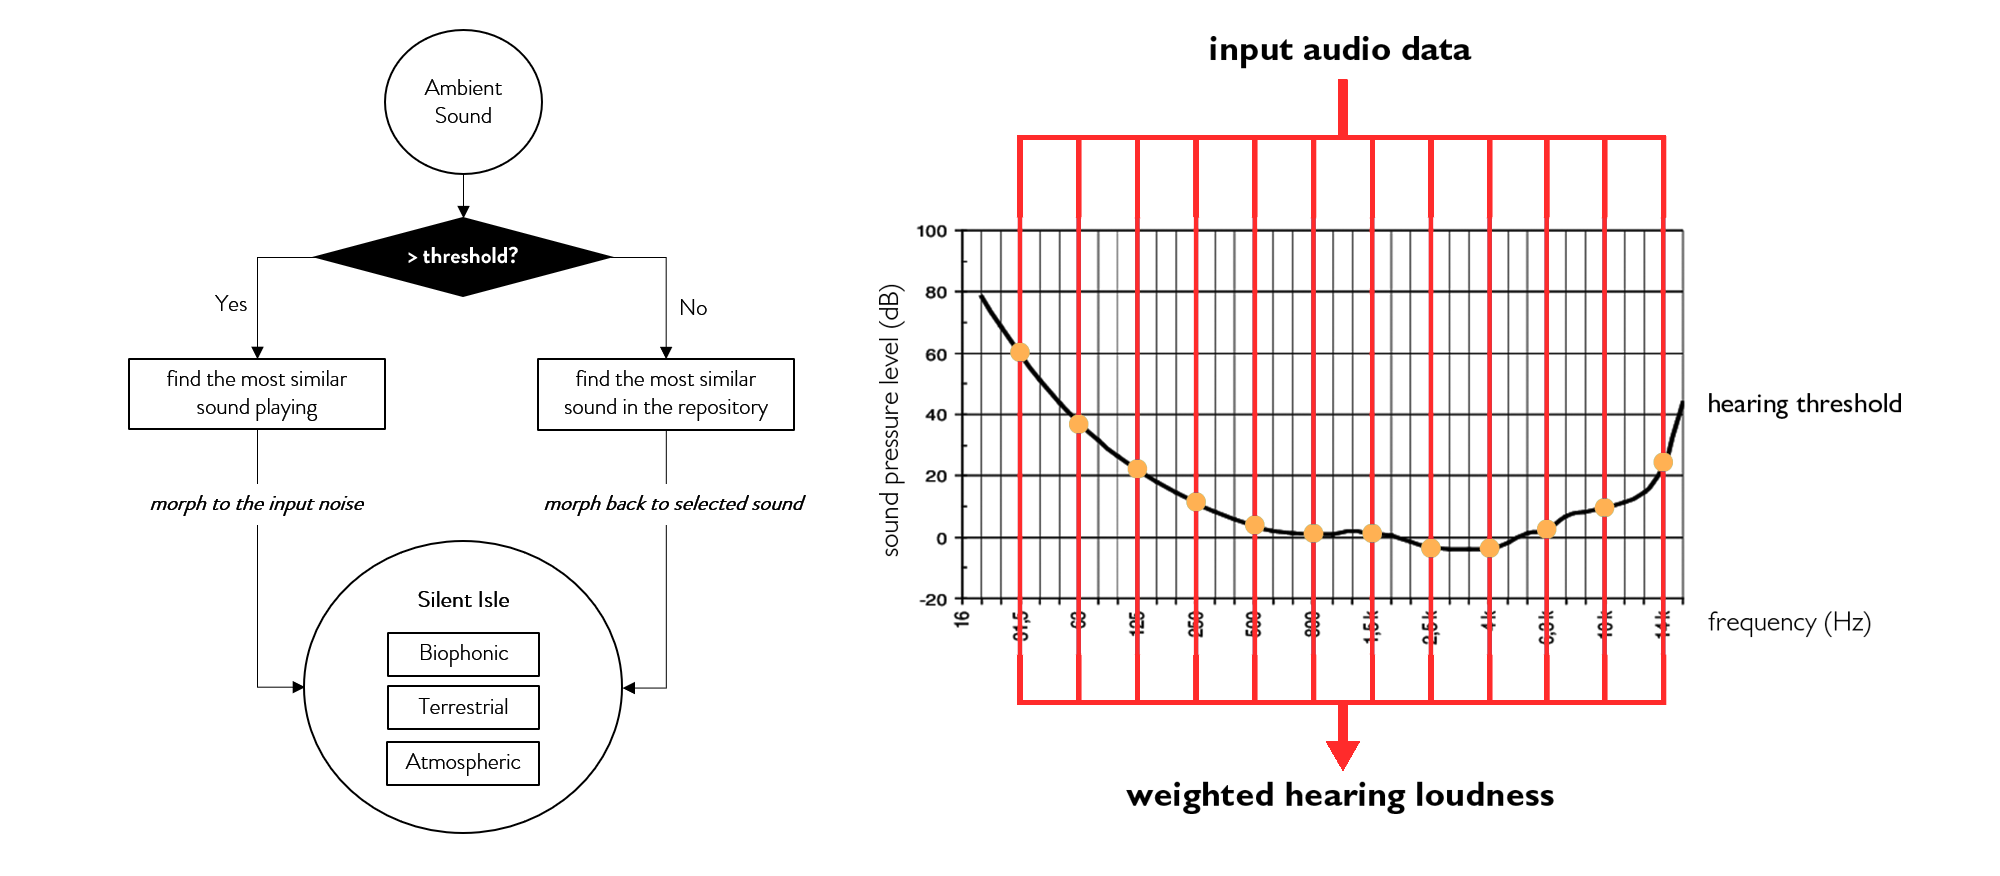 Ambient
Sound
> threshold?
Yes
No
find the most similar
sound playing
find the most similar
sound in the repository
morph to the input noise
morph back to selected sound
Silent Isle
Biophonic
Terrestrial
Atmospheric
input audio data
100
80
60
40
20
0
-20
sound pressure level (dB)
16
31,5
63
125
250
500
800
1,5k
2,5k
4k
6,3k
10k
14k
hearing threshold
frequency (Hz)
weighted hearing loudness